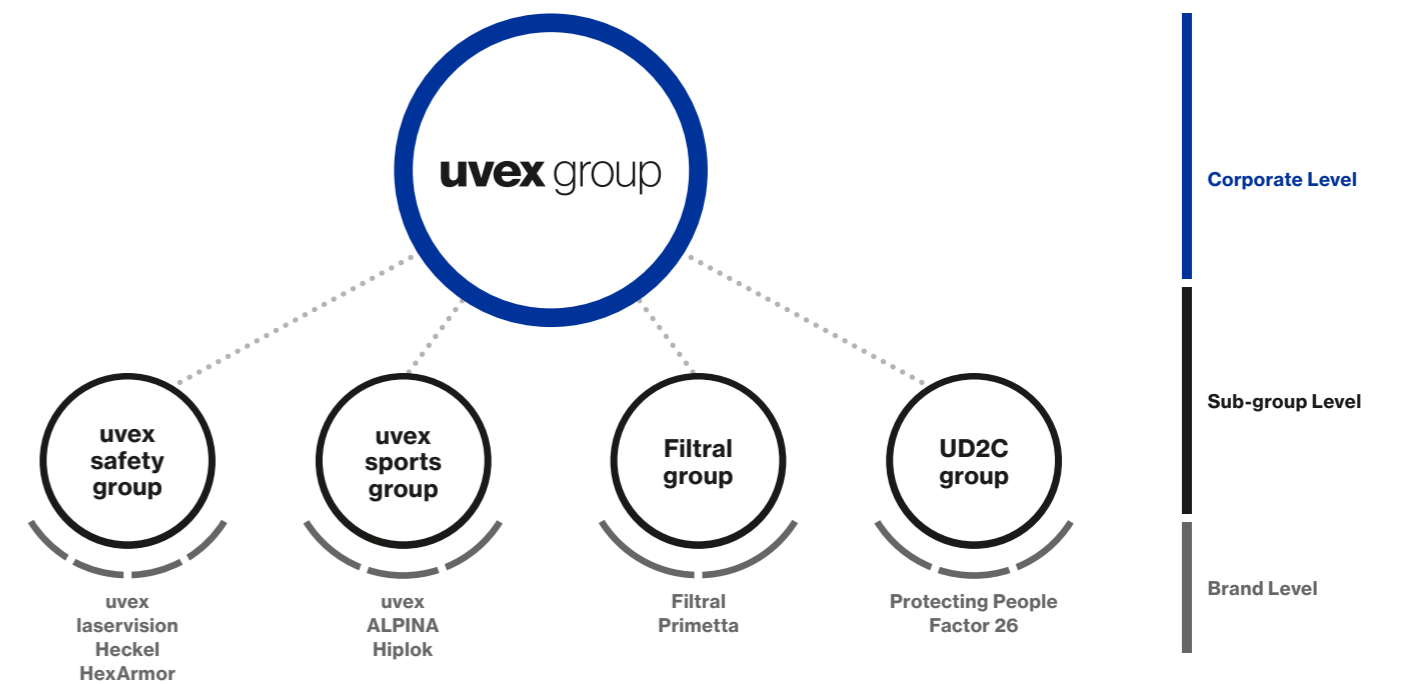 uvex group
Corporate Level
Sub-group Level
uvex
safety
group
uvex
sports
group
Filtral
group
UD2C
group
Brand Level
uvex
laservision
Heckel
HexArmor
uvex
ALPINA
Hiplok
Filtral
Primetta
Protecting People
Factor 26